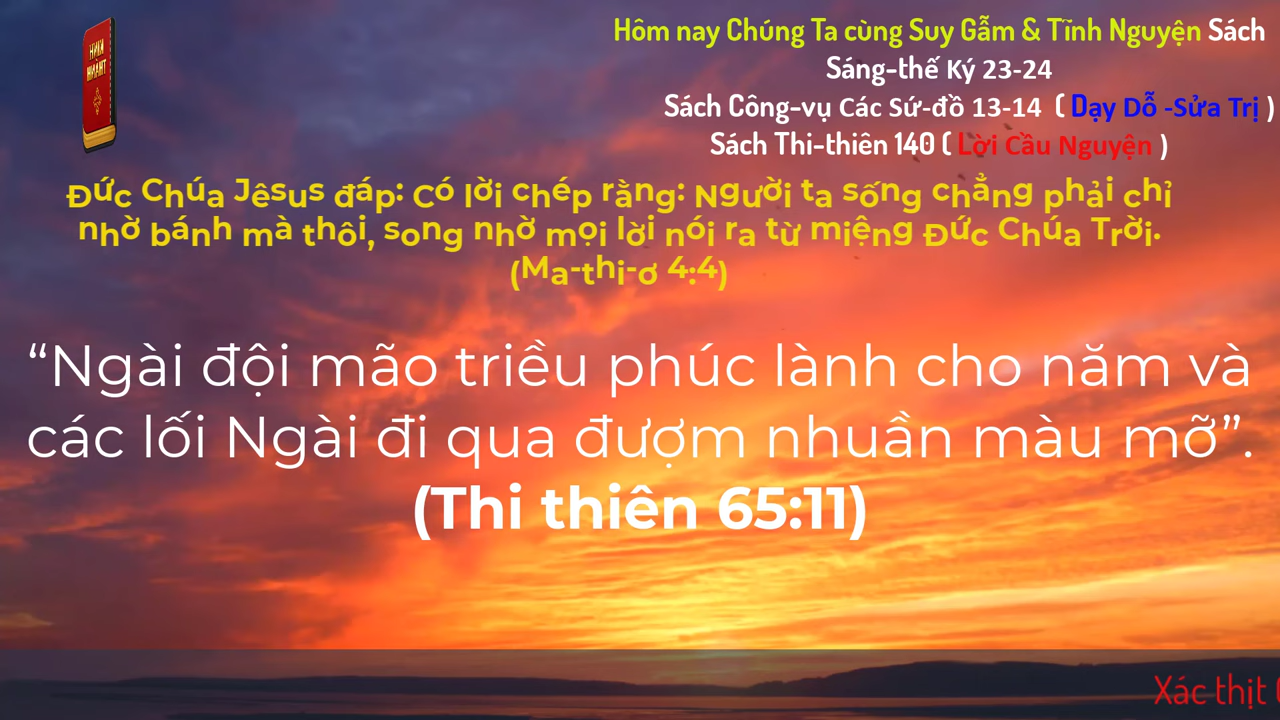 Hôm nay Chúng Ta cùng Suy Gẫm & Tĩnh Nguyện Sách
Sáng-thế Ký 23-24
Sách Công-vụ Các Sứ-đồ 13-14 ( Dạy Dỗ -Sửa Trị )
Sách Thi-thiên 140 ( Lời Cầu Nguyện )
Đức Chúa Jêsus đáp: Có lời chép rằng: Người ta sống chẳng phải chỉ
nhờ bánh mà thôi, song nhờ mọi lời nói ra từ miệng Đức Chúa Trời.
(Ma-thi-ơ 4:4)
“Ngài đội mão triều phúc lành cho năm và
các lối Ngài đi qua đượm nhuần màu mỡ”.
(Thi thiên 65:11)
Xác thịt